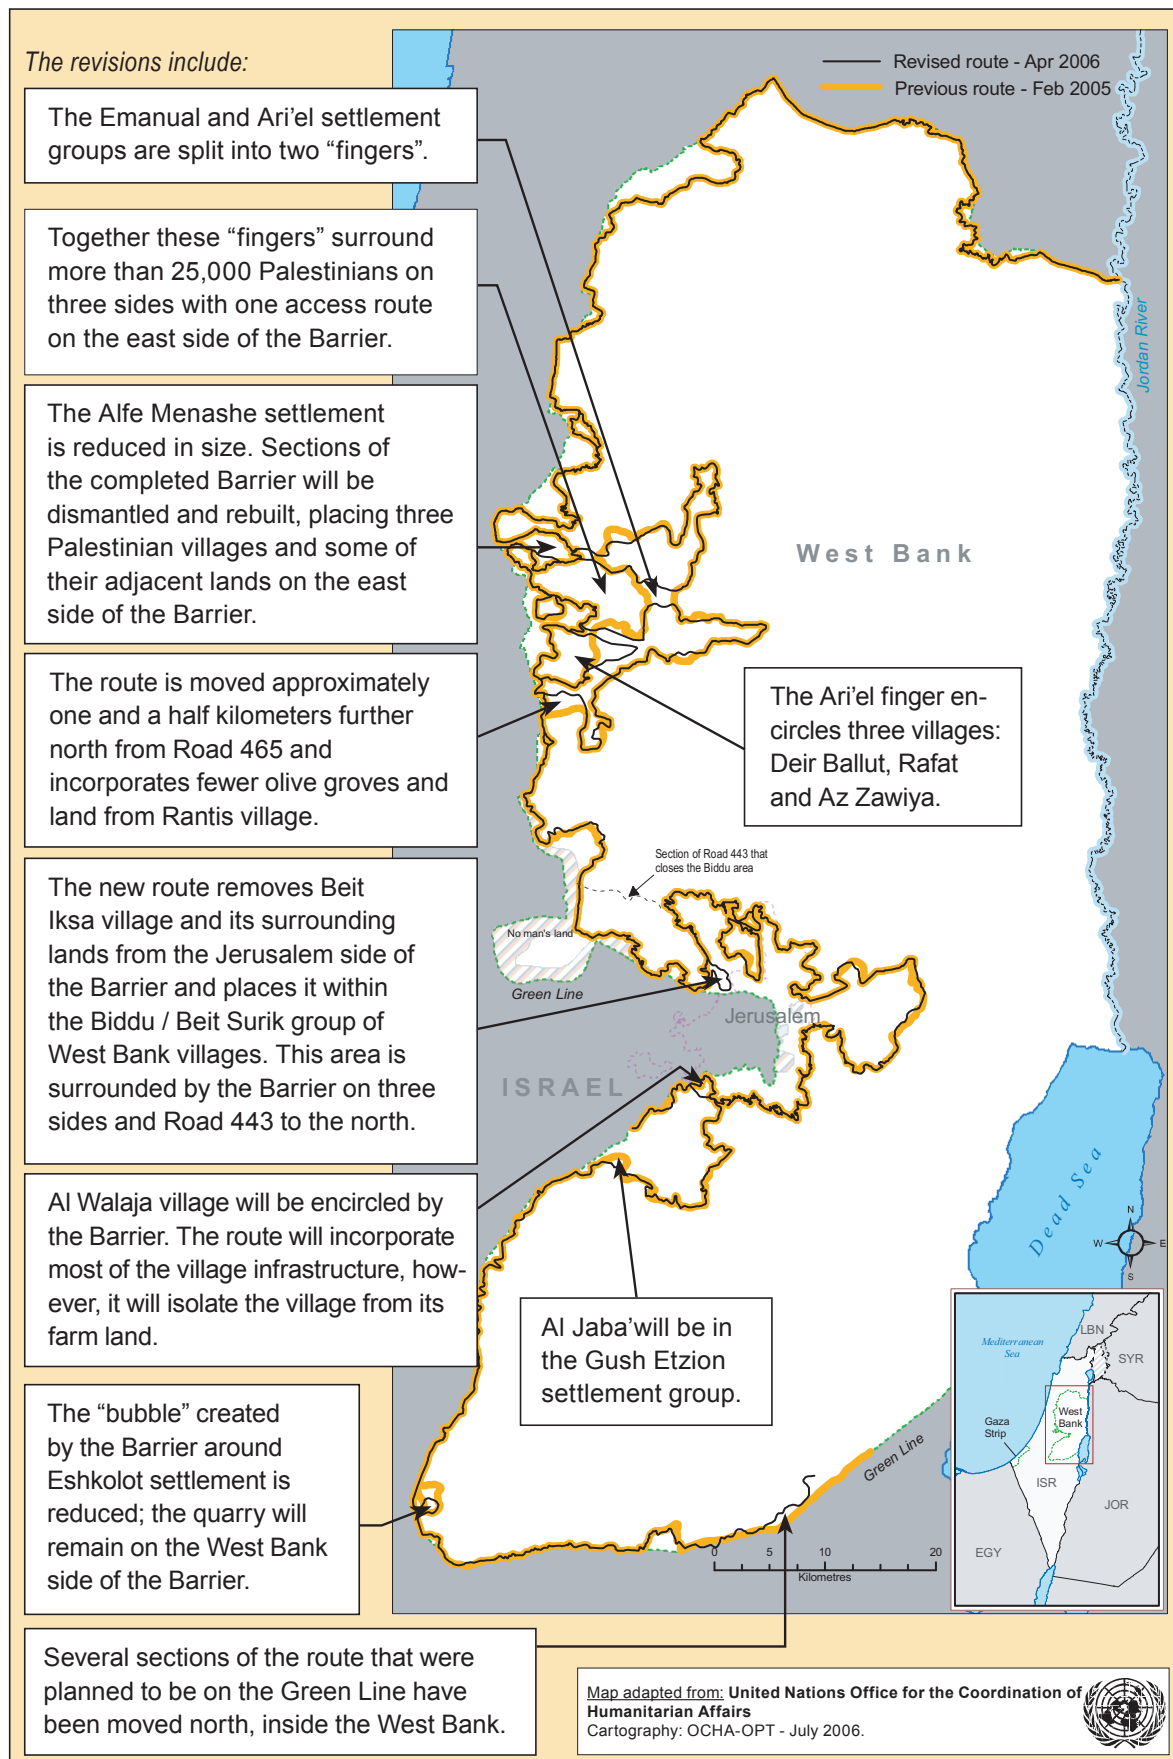 The revisions include:
Revised route - Apr 2006
Previous route - Feb 2005
The Emanual and Ari’el settlement
groups are split into two “fingers”.
Together these “fingers” surround
more than 25,000 Palestinians on
three sides with one access route
on the east side of the Barrier.
The Alfe Menashe settlement
is reduced in size. Sections of
the completed Barrier will be
dismantled and rebuilt, placing three
Palestinian villages and some of
their adjacent lands on the east
side of the Barrier.
The route is moved approximately
one and a half kilometers further
north from Road 465 and
incorporates fewer olive groves and
land from Rantis village.
The new route removes Beit
Iksa village and its surrounding
lands from the Jerusalem side of
the Barrier and places it within
the Biddu / Beit Surik group of
West Bank villages. This area is
surrounded by the Barrier on three
sides and Road 443 to the north.
Al Walaja village will be encircled by
the Barrier. The route will incorporate
most of the village infrastructure, how-
ever, it will isolate the village from its
farm land.
The “bubble” created
by the Barrier around
Eshkolot settlement is
reduced; the quarry will
remain on the West Bank
side of the Barrier.
Several sections of the route that were
planned to be on the Green Line have
been moved north, inside the West Bank.
Jordan River
West Bank
The Ari’el finger en-
circles three villages:
Deir Ballut, Rafat
and Az Zawiya.
Section of Road 443 that
closes the Biddu area
No man's land
Green Line
Jerusalem
ISRAEL
Dead Sea
N
W
E
S
Al Jaba’will be in
the Gush Etzion
settlement group.
Green Line
0 5 10 20
Kilometres
Mediterranean
Sea
LBN
SYR
West
Bank
Gaza
Strip
ISR
JOR
EGY
Map adapted from: United Nations Office for the Coordination of
Humanitarian Affairs
Cartography: OCHA-OPT - July 2006.